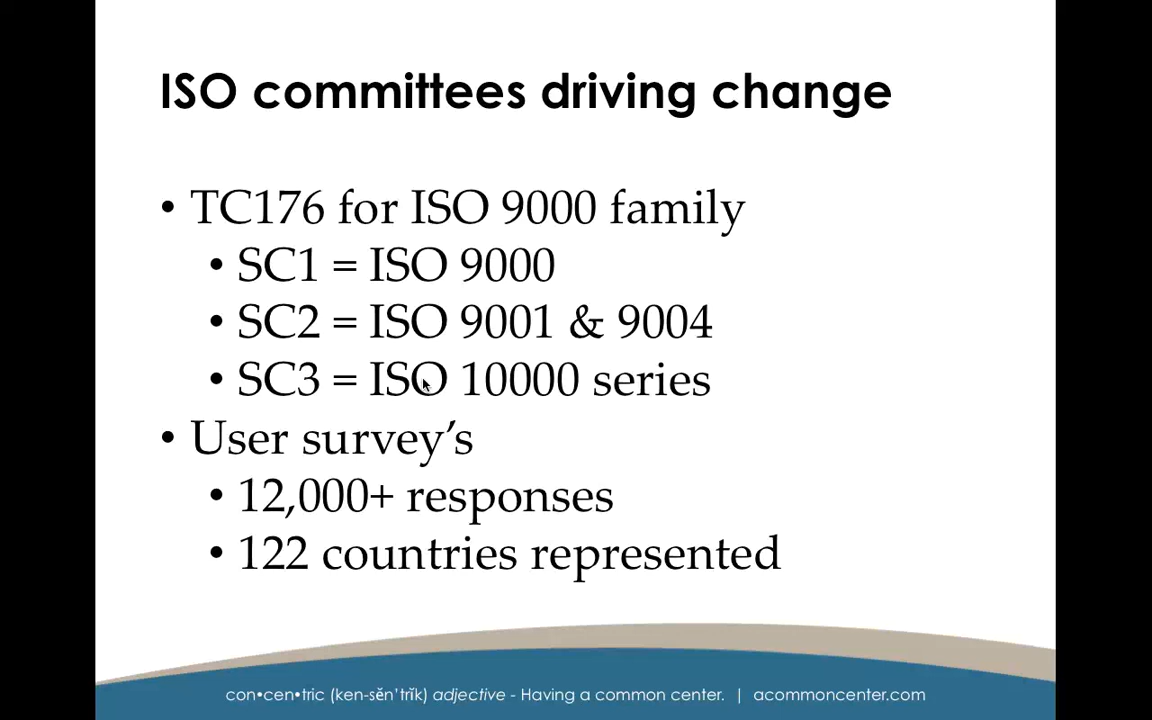 ISO committees driving change
• TC176 for ISO 9000 family
• SC1 = ISO 9000
• SC2 = ISO 9001 & 9004
• SC3 = ISO 10000 series
• User survey’s
• 12,000+ responses
• 122 countries represented
con•cen•tric (ken-sĕn’trĭk) adjective - Having a common center. | acommoncenter.com